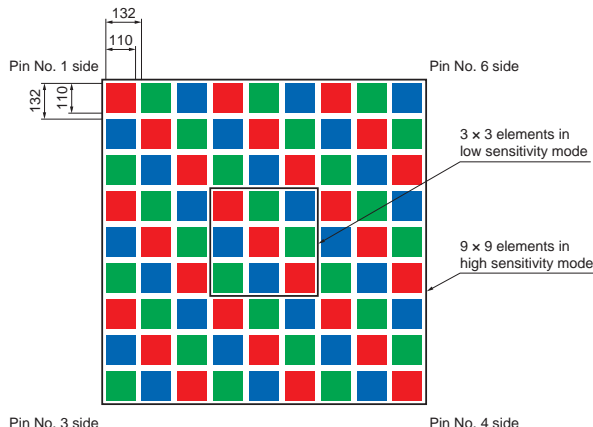 132
110
Pin No. 1 side
Pin No. 6 side
132
110
3 × 3 elements in
low sensitivity mode
9 × 9 elements in
high sensitivity mode
Pin No. 3 side
Pin No. 4 side